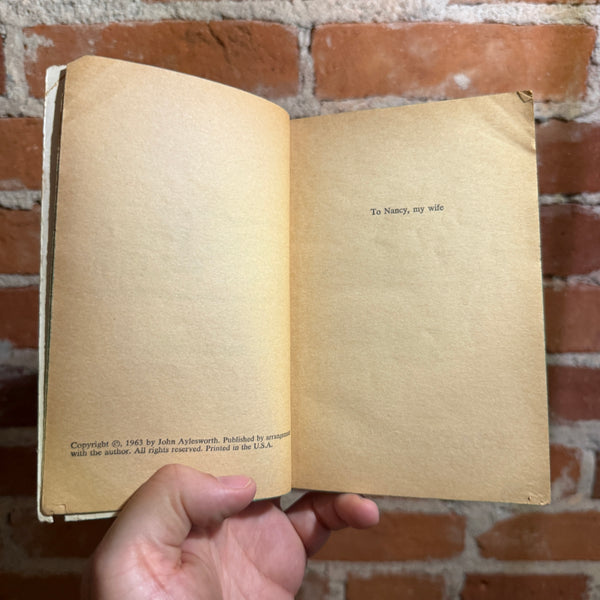 Copyright ©, 1963 by John Aylesworth. Published by arrangement
with the author. All rights reserved. Printed in the U.S.A.
To Nancy, my wife